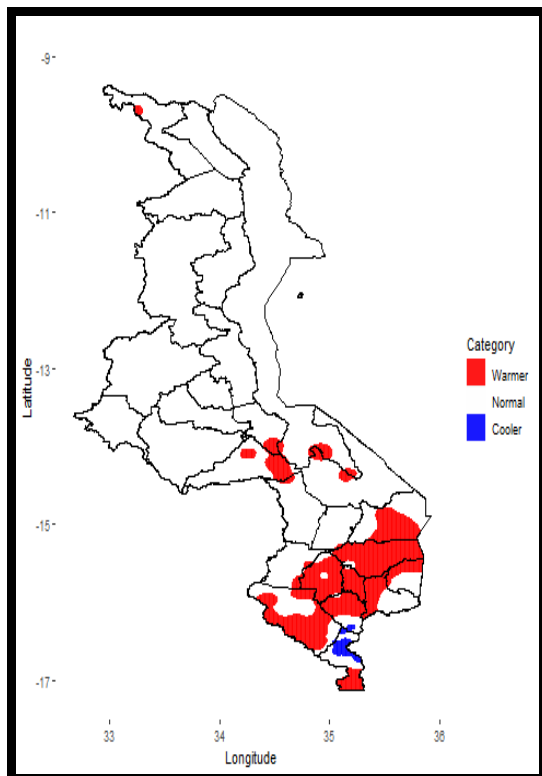 -9
-11
-13
-15
-17
Latitude
33
34
35
36
Longitude
Category
Warmer
Normal
Cooler